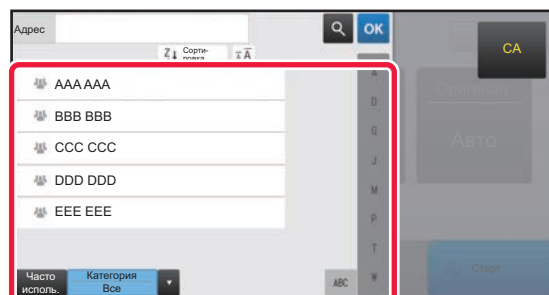 Адрес
OK
CA
Сорти-
ровка
A
AAA AAA
A
Оригинал
BBB BBB
D
CCC CCC
G
Авто
J
DDD DDD
M
EEE EEE
P
T
Часто
исполь.
Категория
Все
▼
ABC
W
Старт